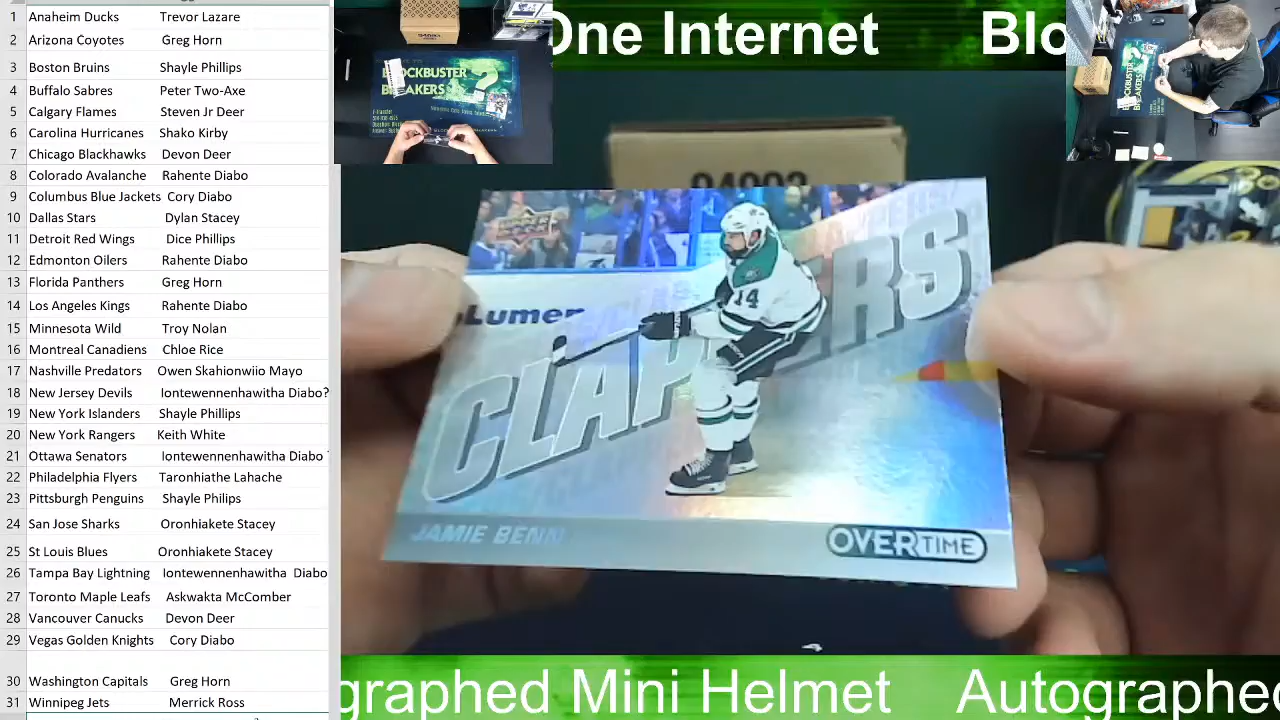 1 Anaheim Ducks Trevor Lazare
Arizona Coyotes Greg Horn
3 Boston Bruins Shayle Phillips
Buffalo Sabres Peter Two-Axe
Calgary Flames Steven Jr Deer
6 Carolina Hurricanes Shako Kirby
7 Chicago Blackhawks Devon Deer
8 Colorado Avalanche Rahente Diabo
9 Columbus Blue Jackets Cory Diabo
10 Dallas Stars Dylan Stacey
11 Detroit Red Wings Dice Phillips
12 Edmonton Oilers Rahente Diabo
13 Florida Panthers Greg Horn
14 Los Angeles Kings Rahente Diabo
15 Minnesota Wild Troy Nolan
16 Montreal Canadiens Chloe Rice
17 Nashville Predators Owen Skahionwiio Mayo
18 New Jersey Devils Iontewennenhawitha Diabo?
19 New York Islanders Shayle Phillips
20 New York Rangers Keith White
21 Ottawa Senators Iontewennenhawitha Diabo
22 Philadelphia Flyers Taronhiathe Lahache
23 Pittsburgh Penguins Shayle Philips
24 San Jose Sharks Oronhiakete Stacey
25 St Louis Blues Oronhiakete Stacey
26 Tampa Bay Lightning Iontewennenhawitha Diabo
27 Toronto Maple Leafs Askwakta McComber
28 Vancouver Canucks Devon Deer
29 Vegas Golden Knights Cory Diabo
30 Washington Capitals Greg Horn
31 Winnipeg Jets Merrick Ross
One Internet Blo
BLOCKBUSTER
BREAKERS
?
Lumen
14
CLAPPERS
JAMIE BENN
OVERTIME
graphed Mini Helmet Autographed